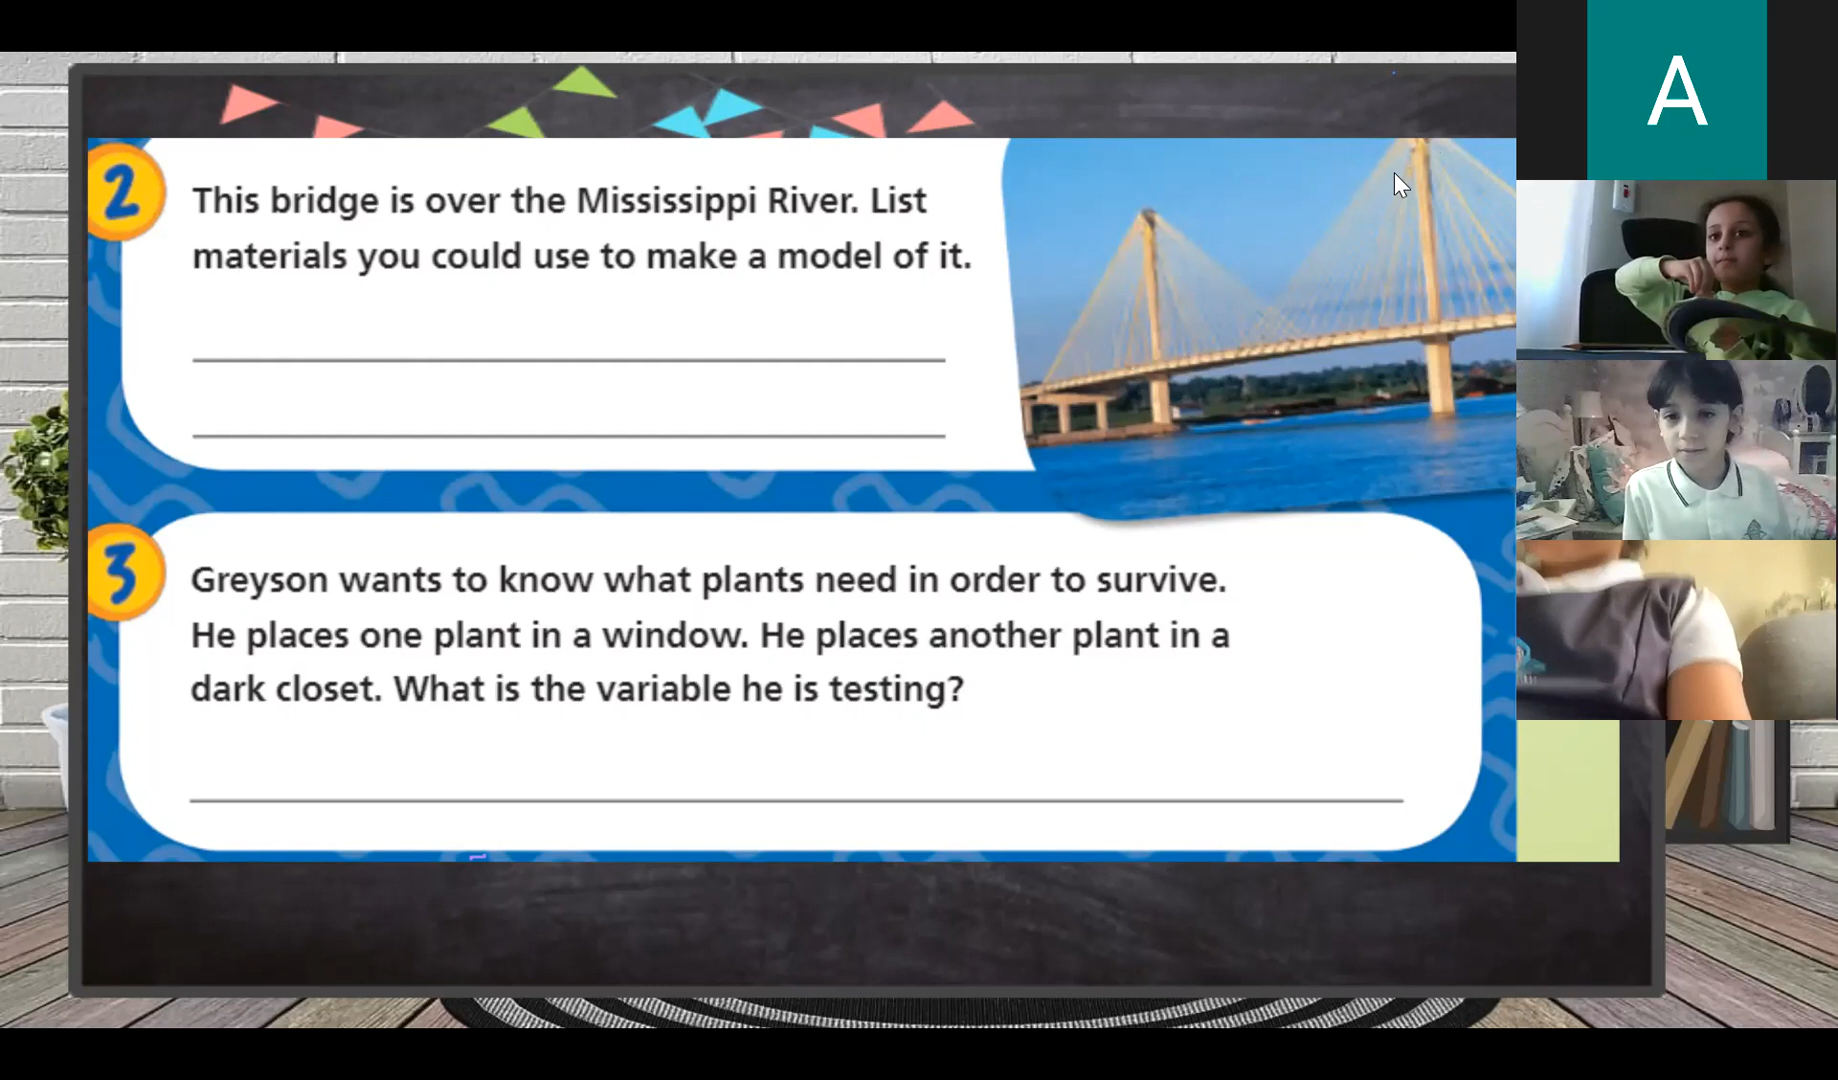 A
2
This bridge is over the Mississippi River. List
materials you could use to make a model of it.
3
Greyson wants to know what plants need in order to survive.
He places one plant in a window. He places another plant in a
dark closet. What is the variable he is testing?